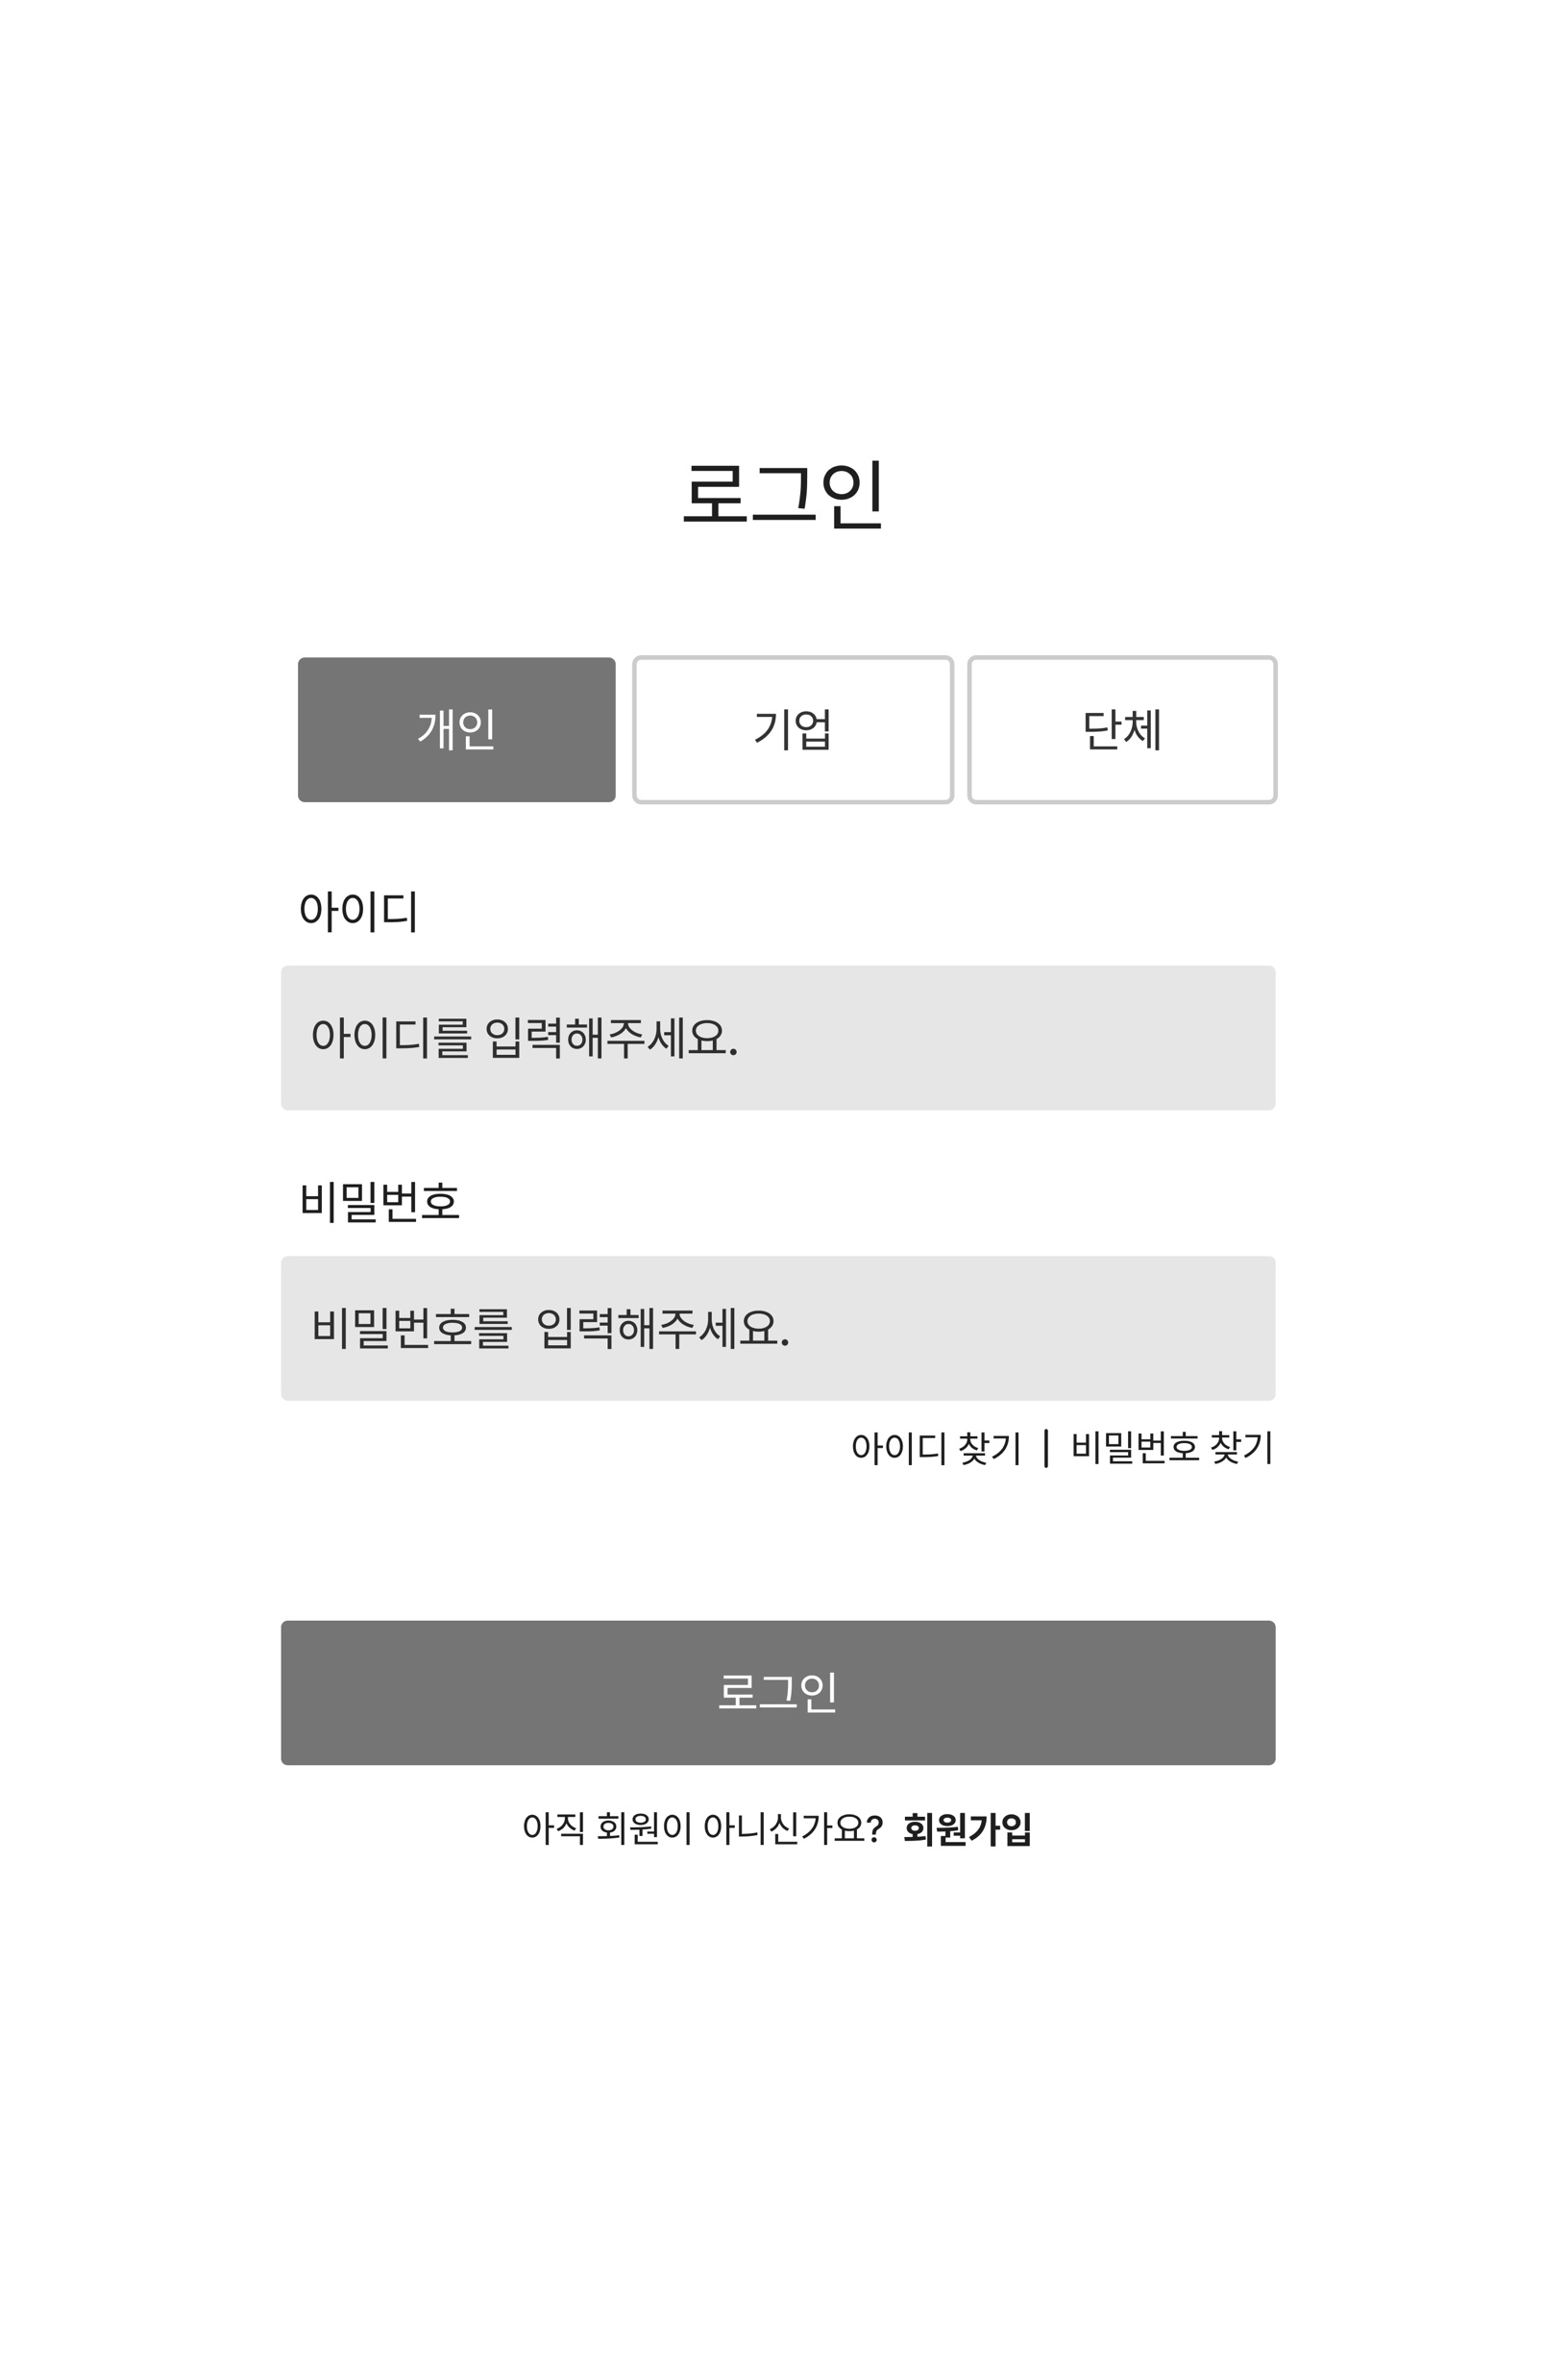 로그인
개인 기업 단체
아이디
아이디를 입력해주세요.
비밀번호
비밀번호를 입력해주세요.
아이디 찾기 | 비밀번호 찾기
로그인
아직 회원이 아니신가요? 회원가입